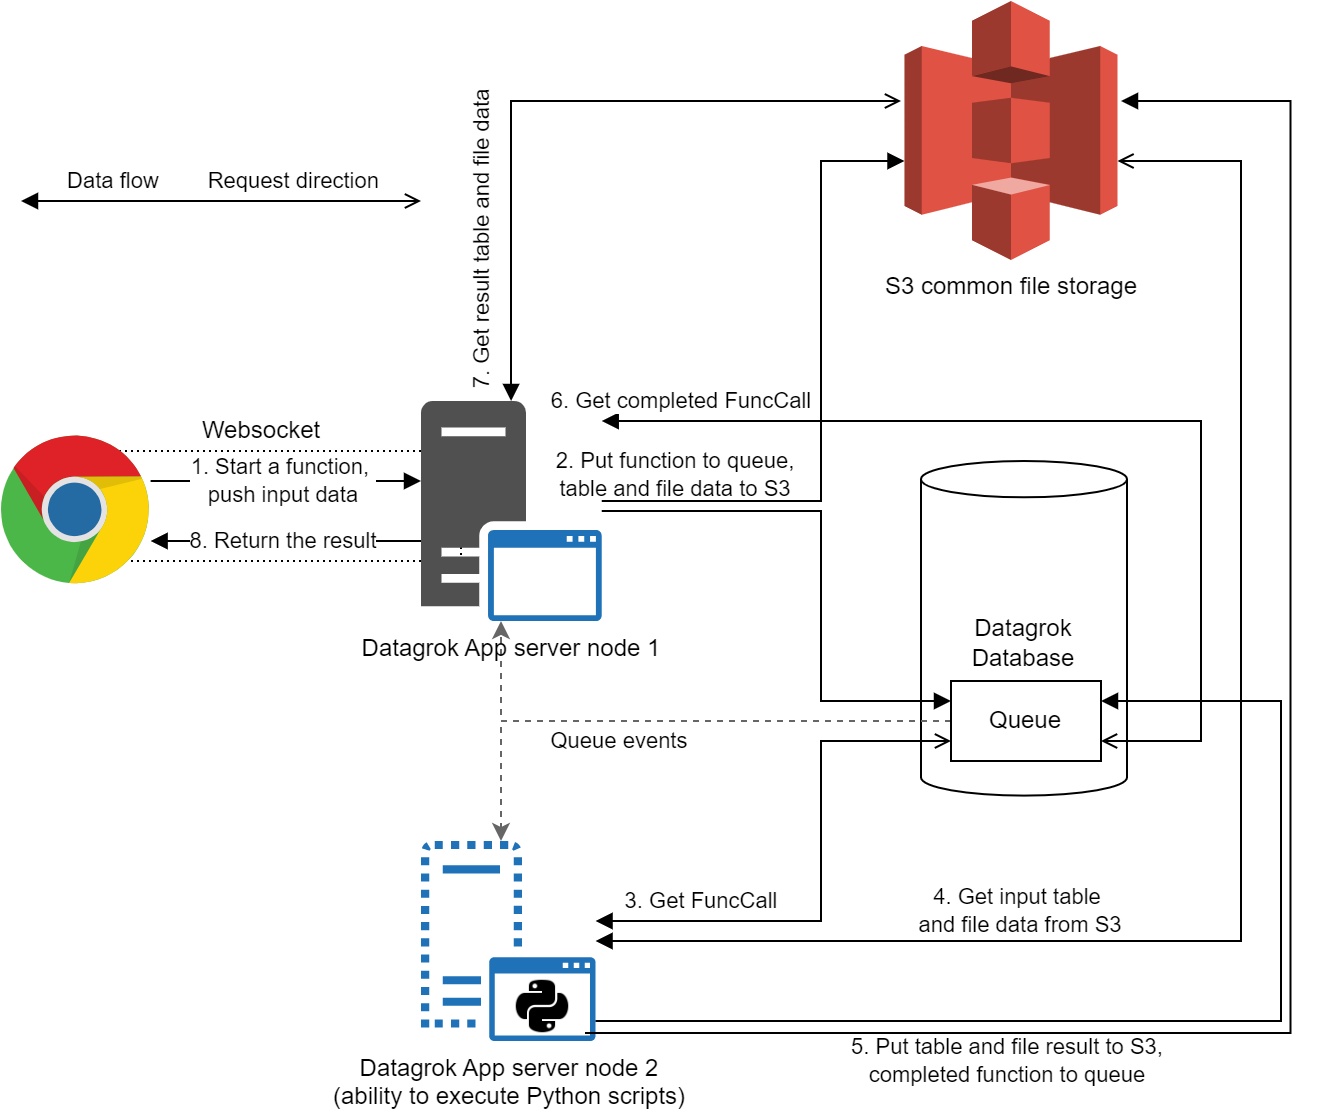 Data flow
Request direction
7. Get result table and file data
S3 common file storage
6. Get completed FuncCall
Websocket
1. Start a function,
push input data
2. Put function to queue,
table and file data to S3
8. Return the result
Datagrok App server node 1
Datagrok
Database
Queue
Queue events
3. Get FuncCall
4. Get input table
and file data from S3
5. Put table and file result to S3,
completed function to queue
Datagrok App server node 2
(ability to execute Python scripts)